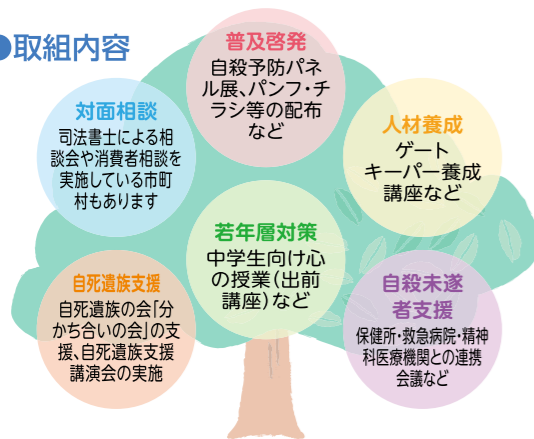 ●取組内容
普及啓発
自殺予防パネ
ル展、パンフ・チ
ラシ等の配布
など
対面相談
司法書士による相
談会や消費者相談を
実施している市町
村もあります
人材養成
ゲート
キーパー養成
講座など
若年層対策
中学生向け心
の授業(出前
講座)など
自死遺族支援
自死遺族の会「分
かち合いの会」の支
援、自死遺族支援
講演会の実施
自殺未遂
者支援
保健所・救急病院・精神
科医療機関との連携
会議など